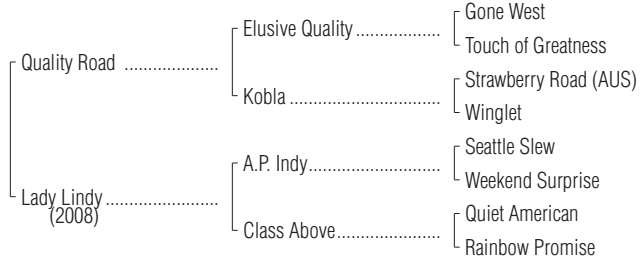 Gone West
Elusive Quality ...................
Touch of Greatness
Quality Road .....................
Strawberry Road (AUS)
Kobla ..................................
Winglet
Seattle Slew
A.P. Indy..............................
Weekend Surprise
Lady Lindy .........................
(2008)
Quiet American
Class Above.......................
Rainbow Promise